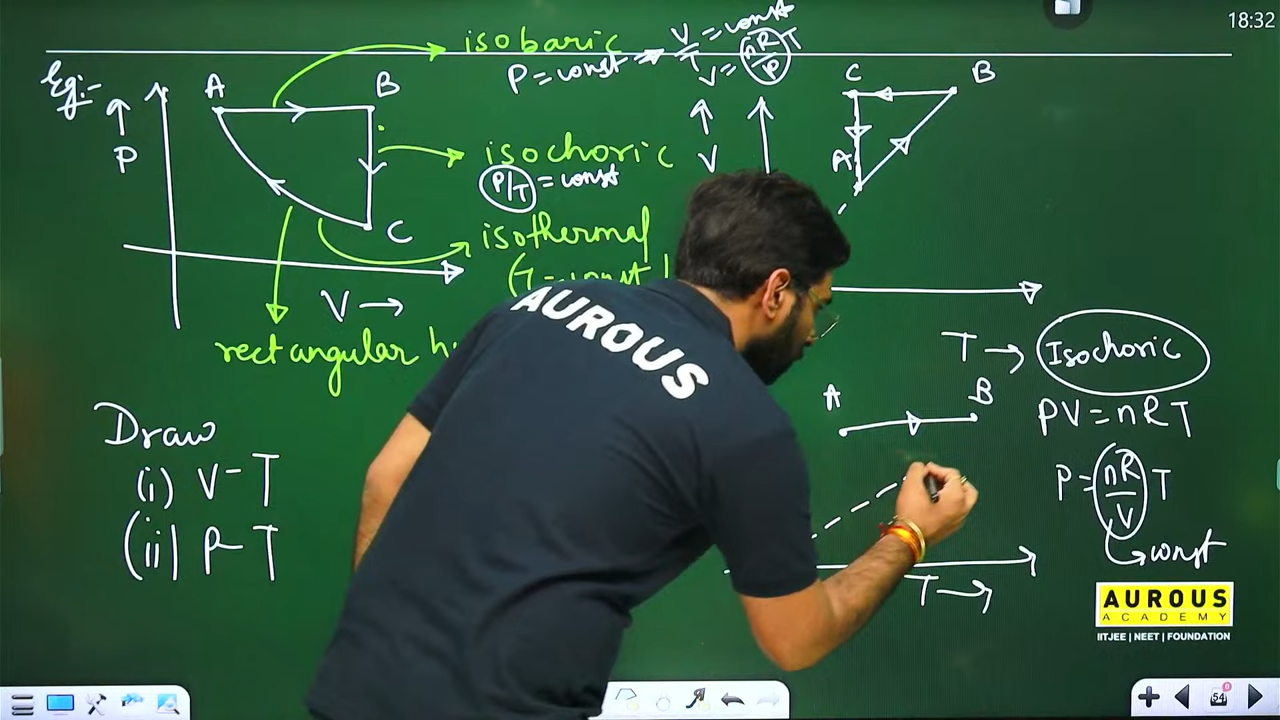 18:32
Eg:-
A
B
P
C
V →
isobaric
P = const → V/T = const
V = (nR/P) T
isochoric
P/T = const
isothermal
rectangular
Draw
(i) V-T
(ii) P-T
V
C
B
A
T →
Isochoric
A
B
PV = nRT
P = (nR/V) T
const
T →
AUROUS
AUROUS
ACADEMY
IITJEE | NEET | FOUNDATION
54